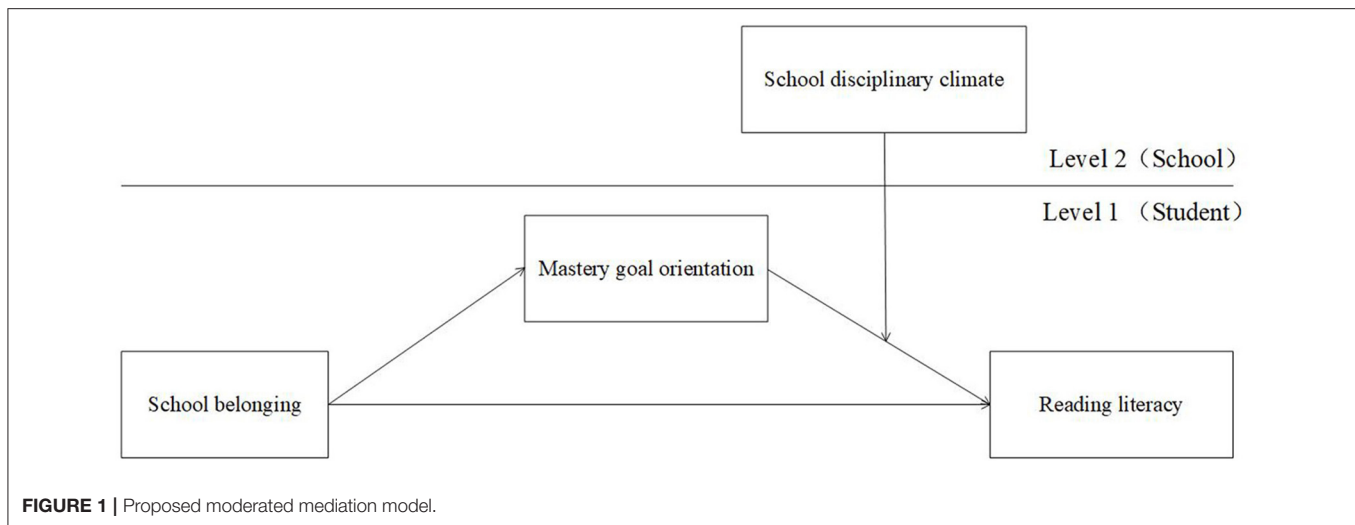 School disciplinary climate
Level 2（School）
Level 1 （Student）
Mastery goal orientation
School belonging
Reading literacy
FIGURE 1 | Proposed moderated mediation model.